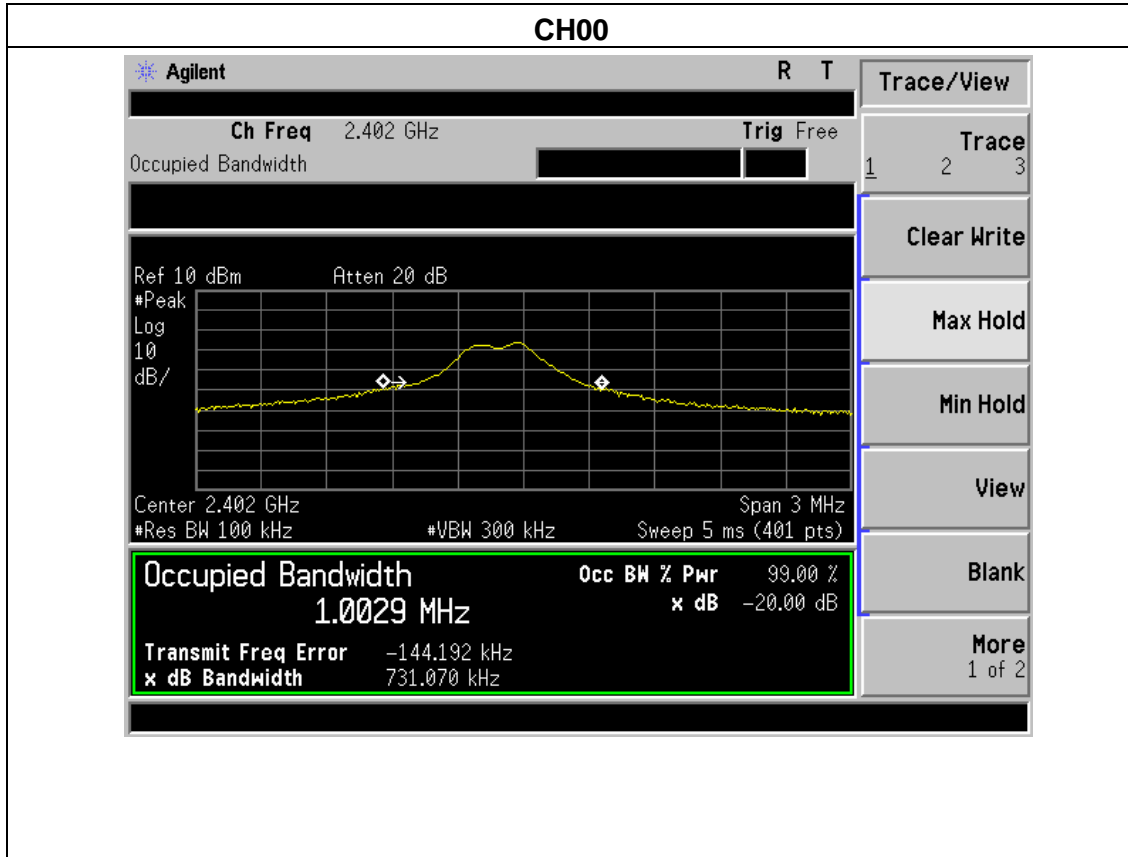 CH00
Agilent R T
Ch Freq 2.402 GHz Trig Free
Occupied Bandwidth
Ref 10 dBm Atten 20 dB
#Peak
Log
10
dB/
Center 2.402 GHz Span 3 MHz
#Res BW 100 kHz #VBW 300 kHz Sweep 5 ms (401 pts)
Occupied Bandwidth Occ BW % Pwr 99.00 %
1.0029 MHz x dB -20.00 dB
Transmit Freq Error -144.192 kHz
x dB Bandwidth 731.070 kHz
Trace/View
Trace
1 2 3
Clear Write
Max Hold
Min Hold
View
Blank
More
1 of 2